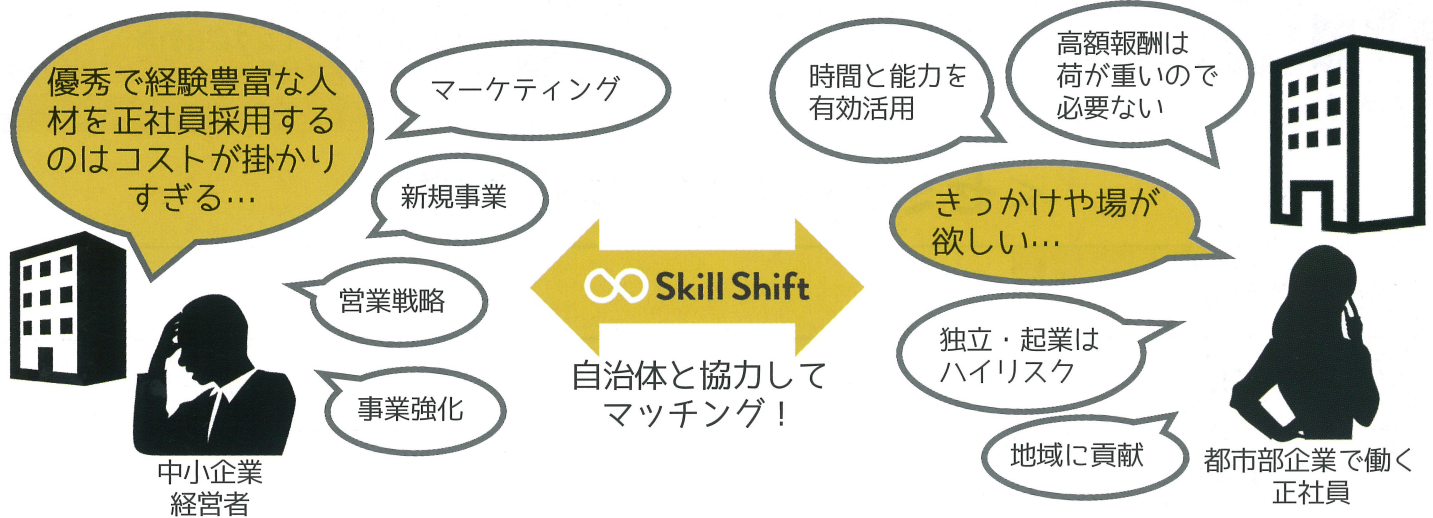 優秀で経験豊富な人
材を正社員採用する
のはコストが掛かり
すぎる…
マーケティング
新規事業
営業戦略
事業強化
中小企業
経営者
Skill Shift
自治体と協力して
マッチング！
時間と能力を
有効活用
高額報酬は
荷が重いので
必要ない
きっかけや場が
欲しい…
独立・起業は
ハイリスク
地域に貢献
都市部企業で働く
正社員